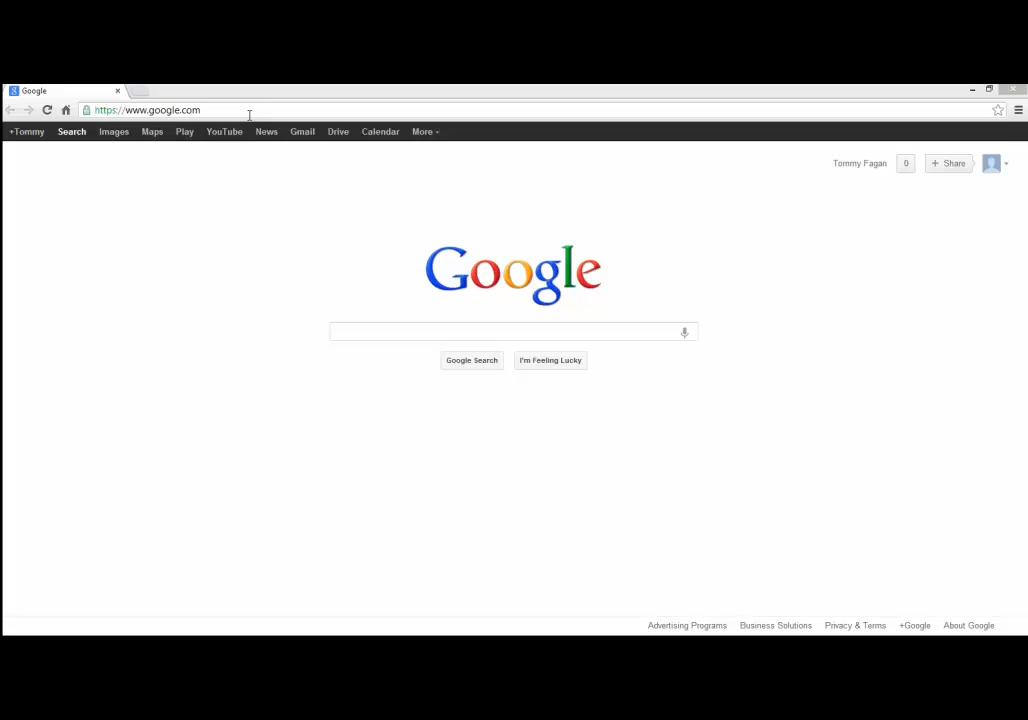 Google
https://www.google.com
+Tommy Search Images Maps Play YouTube News Gmail Drive Calendar More
Tommy Fagan 0 + Share
Google
Google Search I'm Feeling Lucky
Advertising Programs Business Solutions Privacy & Terms +Google About Google